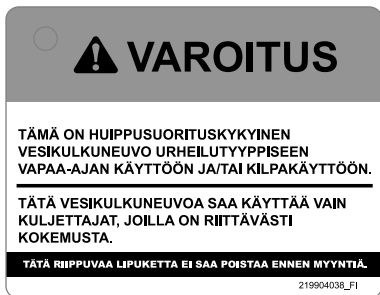 VAROITUS
TÄMÄ ON HUIPPUSUORITUSKYKYINEN
VESIKULKUNEUVO URHEILUTYYPPISEEN
VAPAA-AJAN KÄYTTÖÖN JA/TAI KILPAKÄYTTÖÖN.
TÄTÄ VESIKULKUNEUVOA SAA KÄYTTÄÄ VAIN
KULJETTAJAT, JOILLA ON RIITTÄVÄSTI
KOKEMUSTA.
TÄTÄ RIIPPUVAA LIPUKETTA EI SAA POISTAA ENNEN MYYNTIÄ.
219904038_FI